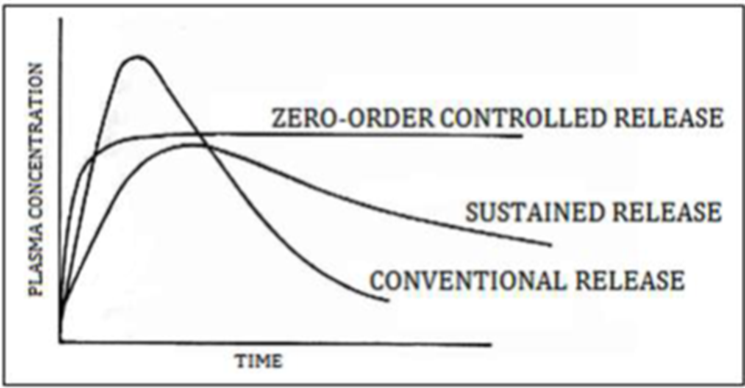 PLASMA CONCENTRATION
ZERO-ORDER CONTROLLED RELEASE
SUSTAINED RELEASE
CONVENTIONAL RELEASE
TIME